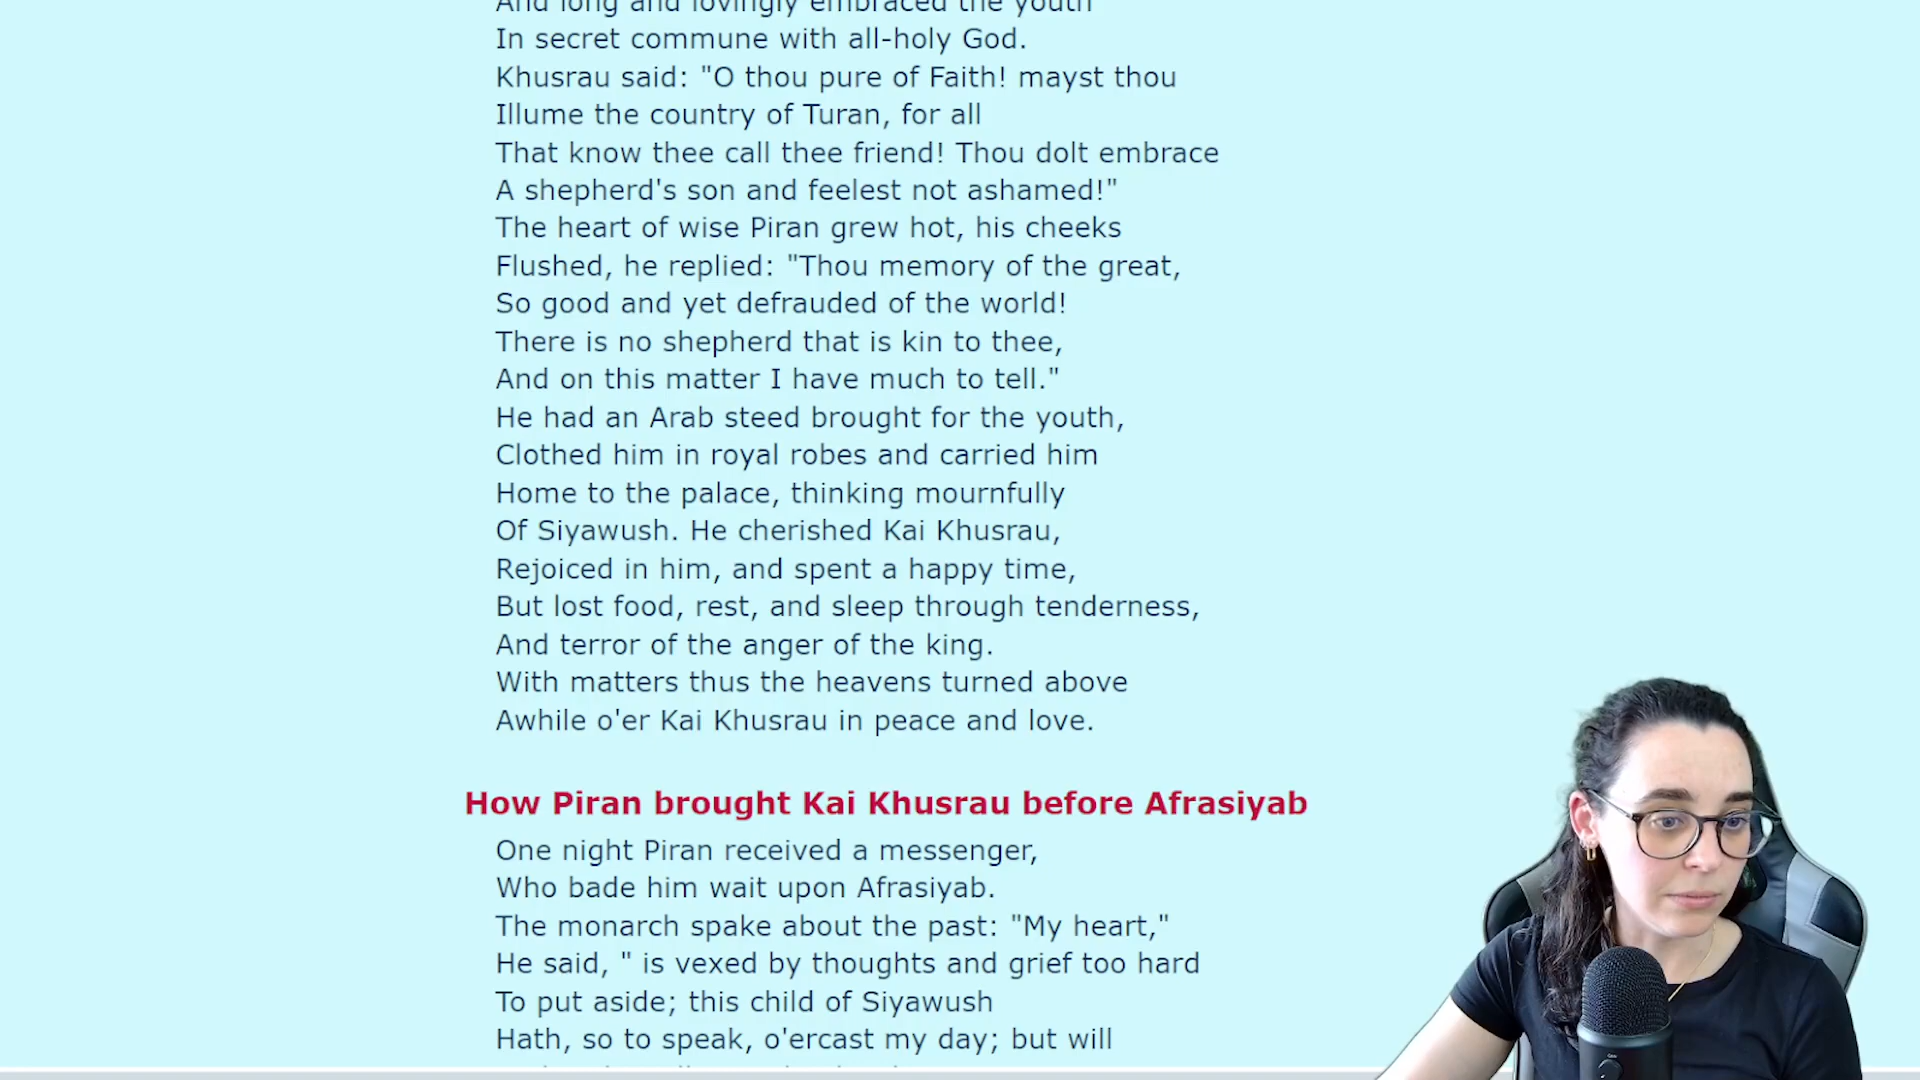 And long and lovingly embraced the youth
In secret commune with all-holy God.
Khusrau said: "O thou pure of Faith! mayst thou
Illume the country of Turan, for all
That know thee call thee friend! Thou dolt embrace
A shepherd's son and feelest not ashamed!"
The heart of wise Piran grew hot, his cheeks
Flushed, he replied: "Thou memory of the great,
So good and yet defrauded of the world!
There is no shepherd that is kin to thee,
And on this matter I have much to tell."
He had an Arab steed brought for the youth,
Clothed him in royal robes and carried him
Home to the palace, thinking mournfully
Of Siyawush. He cherished Kai Khusrau,
Rejoiced in him, and spent a happy time,
But lost food, rest, and sleep through tenderness,
And terror of the anger of the king.
With matters thus the heavens turned above
Awhile o'er Kai Khusrau in peace and love.
How Piran brought Kai Khusrau before Afrasiyab
One night Piran received a messenger,
Who bade him wait upon Afrasiyab.
The monarch spake about the past: "My heart,"
He said, " is vexed by thoughts and grief too hard
To put aside; this child of Siyawush
Hath, so to speak, o'ercast my day; but will